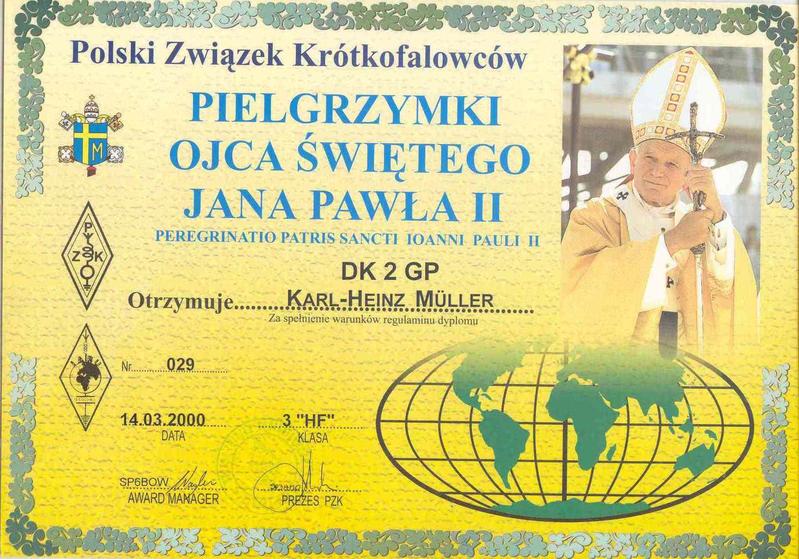 Polski Związek Krótkofalowców
PIELGRZYMKI
OJCA ŚWIĘTEGO
JANA PAWŁA II
PEREGRINATIO PATRIS SANCTI IOANNI PAULI II
DK 2 GP
Otrzymuje..........KARL-HEINZ MÜLLER
Za spełnienie warunków regulaminu dyplomu
PZK
Nr 029
14.03.2000 3 "HF"
DATA KLASA
SP6BOW
AWARD MANAGER PREZES PZK